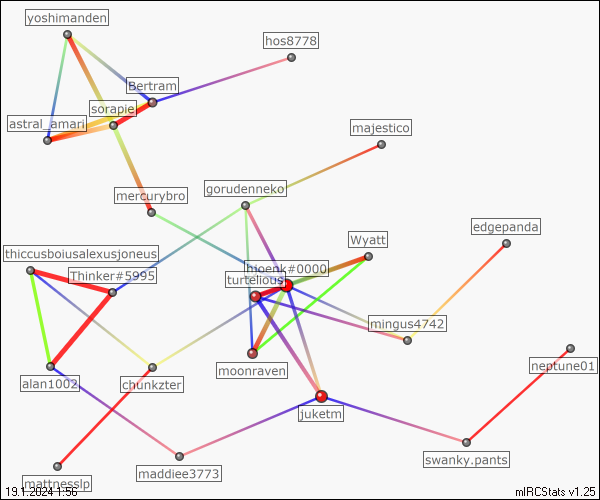 yoshimanden
hos8778
Bertram
sorapie
astral_amari
majestico
mercurybro
gorudenneko
edgepanda
Wyatt
thiccusboiusalexusjoneus
hoenk#0000
Thinker#5995
turtelious
mingus4742
neptune01
moonraven
alan1002
chunkzter
juketm
swanky.pants
maddiee3773
mattnesslp
19.1.2024 1:56
mIRCStats v1.25